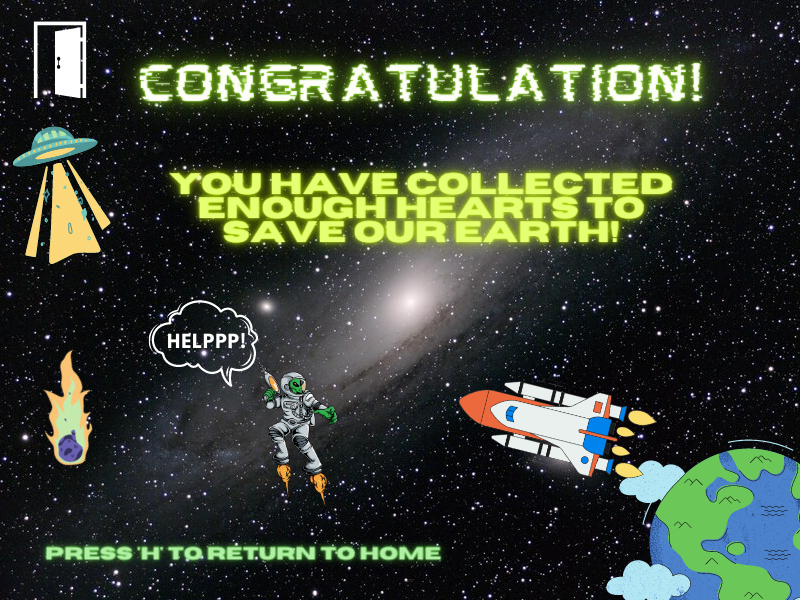 CONGRATULATION!
YOU HAVE COLLECTED
ENOUGH HEARTS TO
SAVE OUR EARTH!
HELPPP!
PRESS 'H' TO RETURN TO HOME